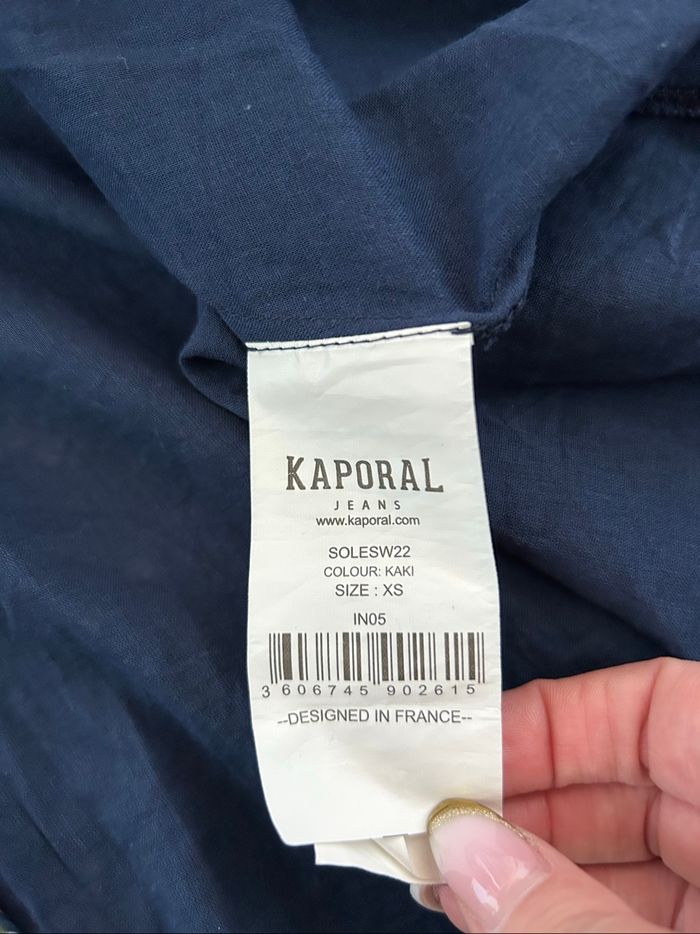 KAPORAL
JEANS
www.kaporal.com
SOLESW22
COLOUR: KAKI
SIZE : XS
IN05
3 606745 902615
--DESIGNED IN FRANCE--